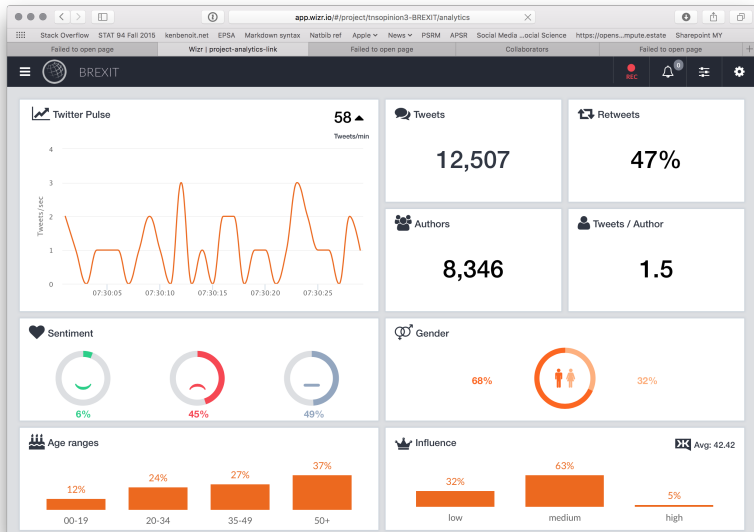 app.wizr.io/#/project/tnsopinion3-BREXIT/analytics
Stack Overflow STAT 94 Fall 2015 kenbenoit.net EPSA Markdown syntax Natbib ref Apple News PSRM APSR Social Media ...ocial Science https://opens...mpute.estate Sharepoint MY
Failed to open page Wizr | project-analytics-link Failed to open page Collaborators Failed to open page
BREXIT REC 0
Twitter Pulse
58
Tweets/min
4
3
2
1
0
Tweets/sec
07:30:05 07:30:10 07:30:15 07:30:20 07:30:25
Tweets
12,507
Retweets
47%
Authors
8,346
Tweets / Author
1.5
Sentiment
6% 45% 49%
Gender
68% 32%
Age ranges
12% 24% 27% 37%
00-19 20-34 35-49 50+
Influence
Avg: 42.42
32% 63% 5%
low medium high